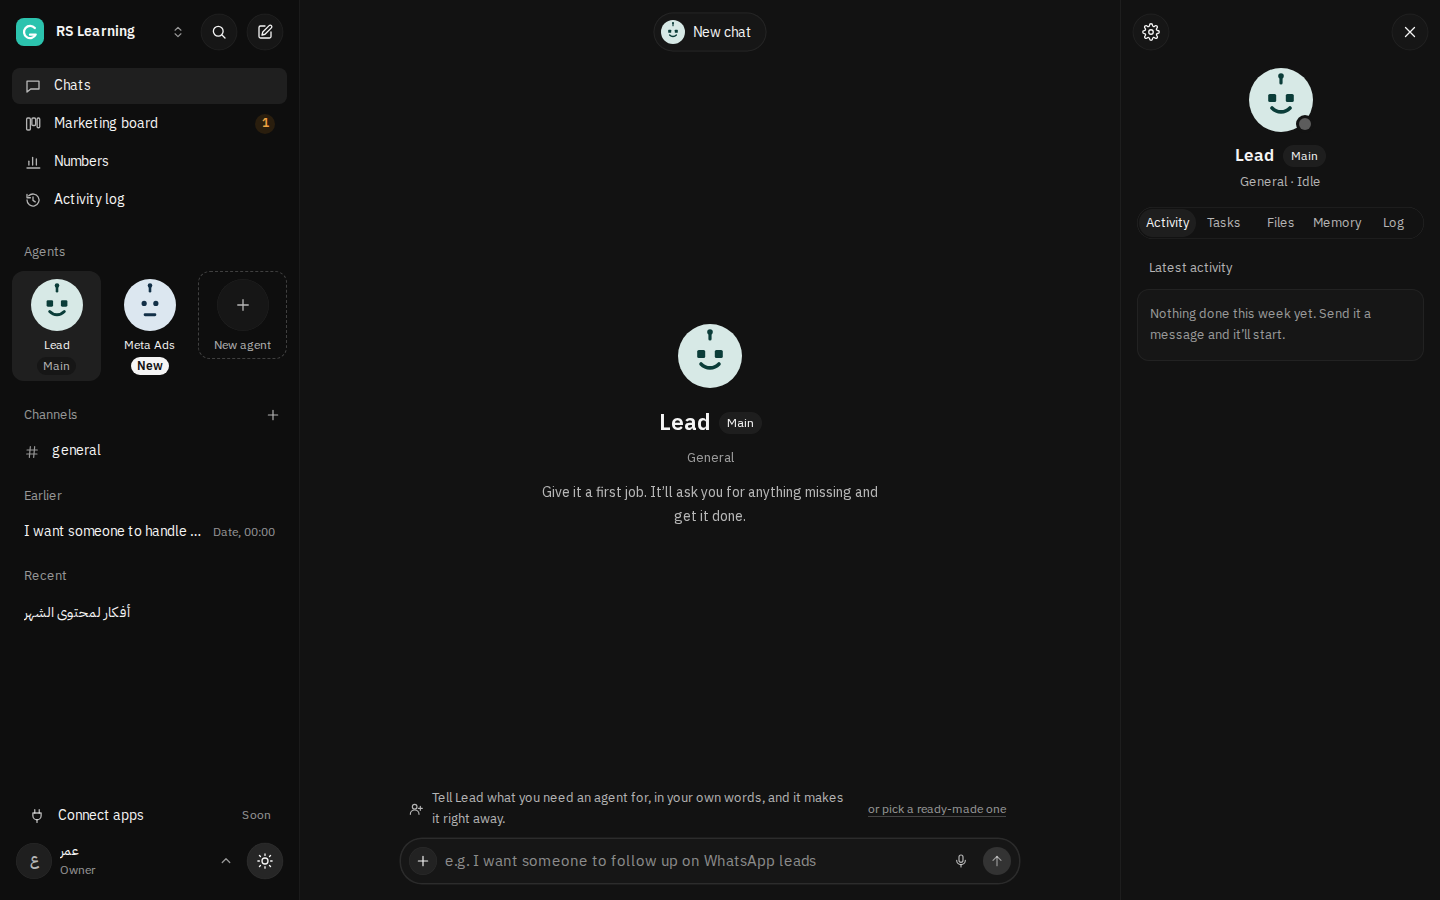 RS Learning
Chats
Marketing board
1
Numbers
Activity log
Agents
Lead
Main
Meta Ads
New
New agent
Channels
general
Earlier
I want someone to handle ...
Date, 00:00
Recent
أفكار لمحتوى الشهر
Connect apps
Soon
ع
عمر
Owner
New chat
Lead
Main
General
Give it a first job. It'll ask you for anything missing and
get it done.
Tell Lead what you need an agent for, in your own words, and it makes
it right away.
or pick a ready-made one
e.g. I want someone to follow up on WhatsApp leads
Lead
Main
General · Idle
Activity
Tasks
Files
Memory
Log
Latest activity
Nothing done this week yet. Send it a
message and it'll start.